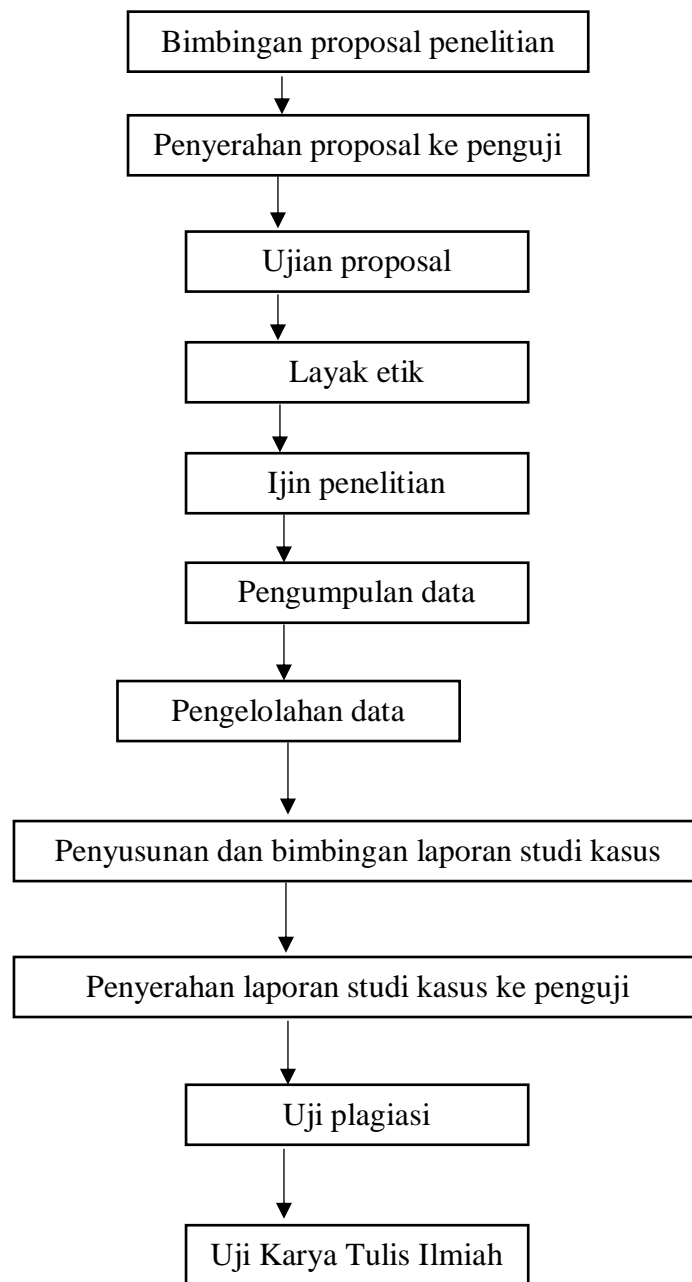 Bimbingan proposal penelitian
Penyerahan proposal ke penguji
Ujian proposal
Layak etik
Ijin penelitian
Pengumpulan data
Pengelolahan data
Penyusunan dan bimbingan laporan studi kasus
Penyerahan laporan studi kasus ke penguji
Uji plagiasi
Uji Karya Tulis Ilmiah